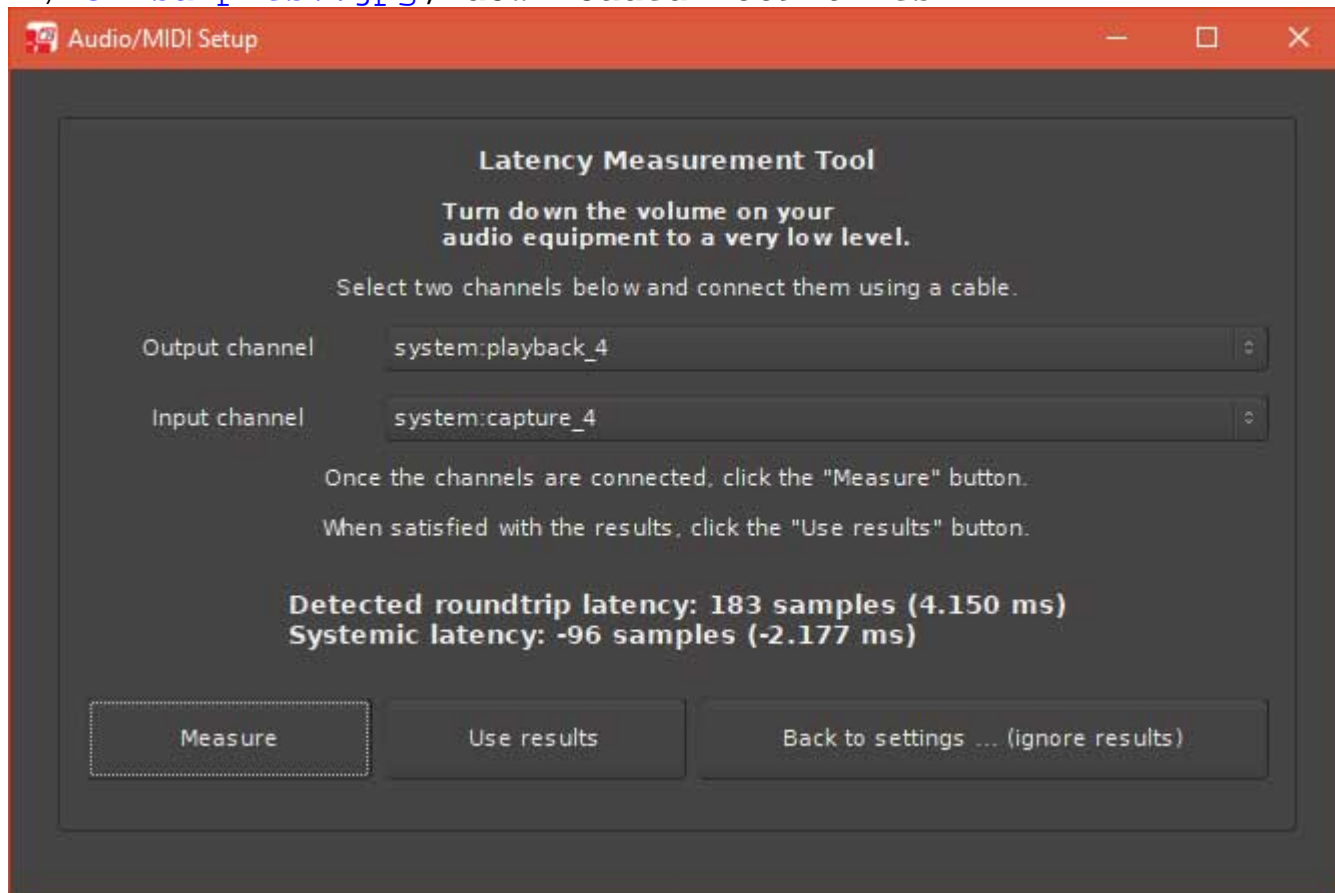 Audio/MIDI Setup
Latency Measurement Tool
Turn down the volume on your
audio equipment to a very low level.
Select two channels below and connect them using a cable.
Output channel system:playback_4
Input channel system:capture_4
Once the channels are connected, click the "Measure" button.
When satisfied with the results, click the "Use results" button.
Detected roundtrip latency: 183 samples (4.150 ms)
Systemic latency: -96 samples (-2.177 ms)
Measure Use results Back to settings ... (ignore results)